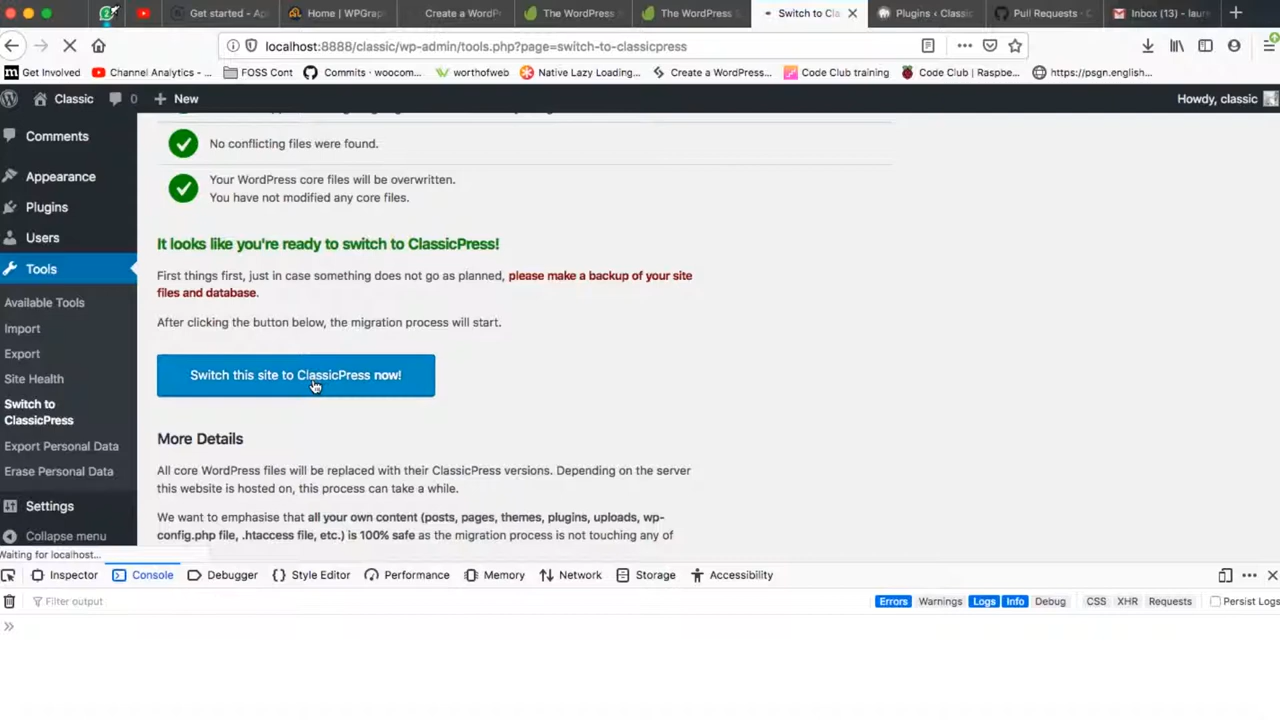 Get started - Ap
Home | WPGrap
Create a WordPr
The WordPress
The WordPress
Switch to Cla
Plugins ‹ Classic
Pull Requests · C
Inbox (13) - laure
localhost:8888/classic/wp-admin/tools.php?page=switch-to-classicpress
Get Involved
Channel Analytics - ...
FOSS Cont
Commits · woocom...
worthofweb
Native Lazy Loading...
Create a WordPress...
Code Club training
Code Club | Raspbe...
https://psgn.english...
Classic
0
New
Howdy, classic
Comments
Appearance
Plugins
Users
Tools
Available Tools
Import
Export
Site Health
Switch to
ClassicPress
Export Personal Data
Erase Personal Data
Settings
Collapse menu
Waiting for localhost...
No conflicting files were found.
Your WordPress core files will be overwritten.
You have not modified any core files.
It looks like you're ready to switch to ClassicPress!
First things first, just in case something does not go as planned, please make a backup of your site
files and database.
After clicking the button below, the migration process will start.
Switch this site to ClassicPress now!
More Details
All core WordPress files will be replaced with their ClassicPress versions. Depending on the server
this website is hosted on, this process can take a while.
We want to emphasise that all your own content (posts, pages, themes, plugins, uploads, wp-
config.php file, .htaccess file, etc.) is 100% safe as the migration process is not touching any of
Inspector
Console
Debugger
Style Editor
Performance
Memory
Network
Storage
Accessibility
Filter output
Errors
Warnings
Logs
Info
Debug
CSS
XHR
Requests
Persist Logs